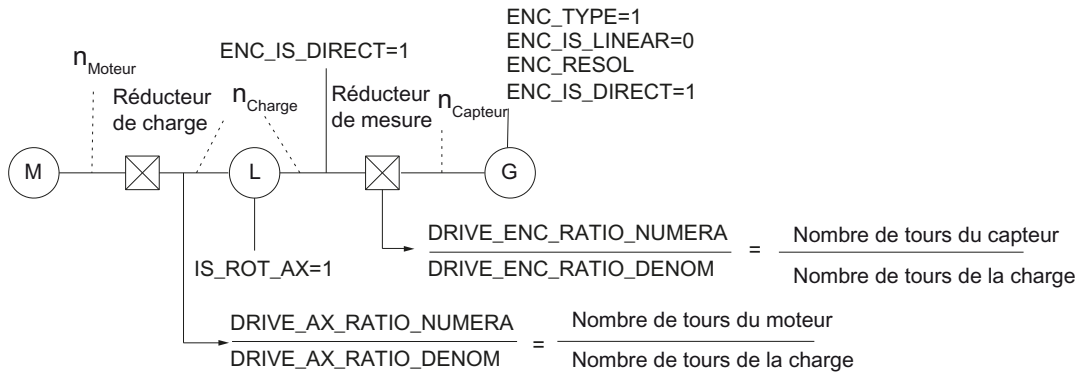 ENC_TYPE=1
ENC_IS_LINEAR=0
ENC_RESOL
ENC_IS_DIRECT=1
ENC_IS_DIRECT=1
nMoteur
Réducteur
de charge
nCharge
Réducteur
de mesure
nCapteur
M
L
G
IS_ROT_AX=1
DRIVE_ENC_RATIO_NUMERA
DRIVE_ENC_RATIO_DENOM
=
Nombre de tours du capteur
Nombre de tours de la charge
DRIVE_AX_RATIO_NUMERA
DRIVE_AX_RATIO_DENOM
=
Nombre de tours du moteur
Nombre de tours de la charge